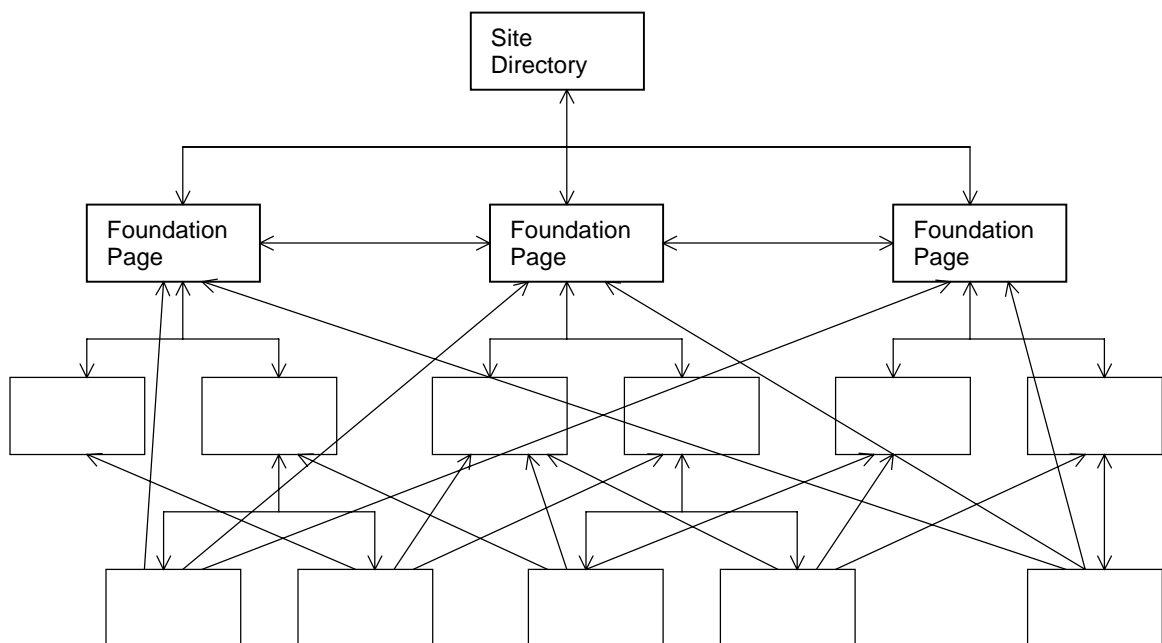 Site
Directory
Foundation
Page
Foundation
Page
Foundation
Page